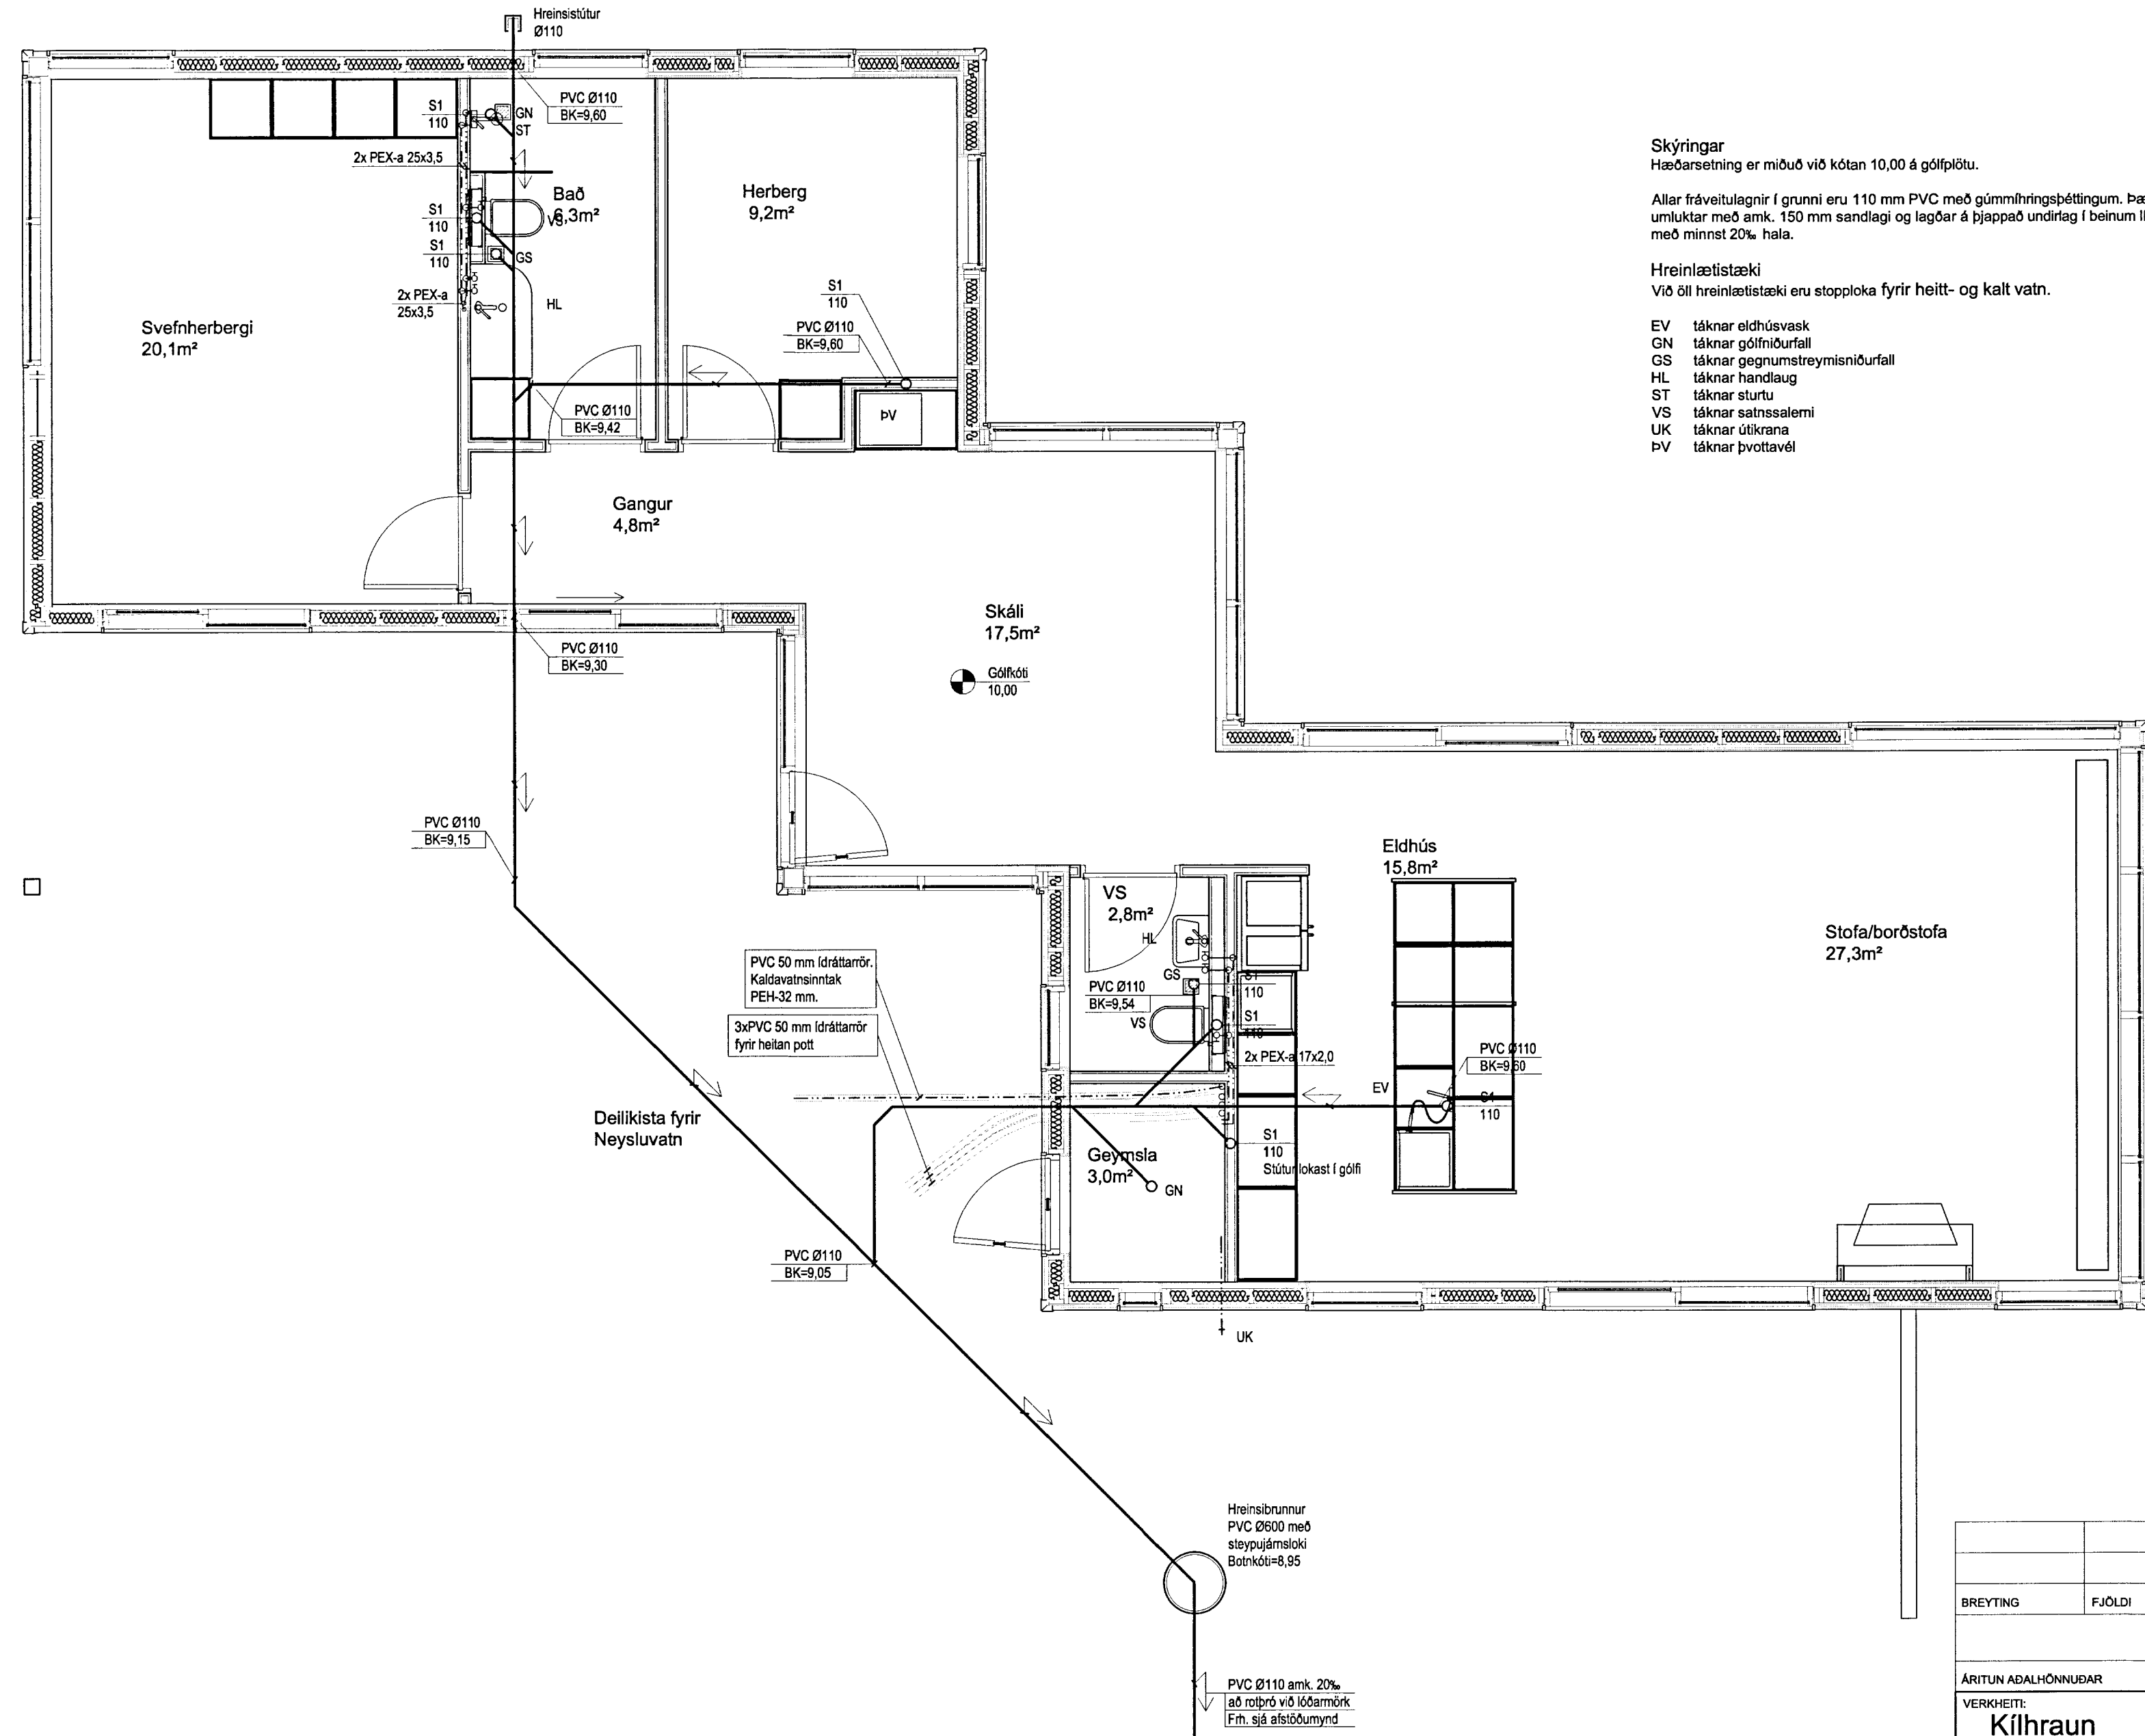 Hreinsistútur
Ø110
PVC Ø110
BK=9,60
S1
110
GN
ST
2x PEX-a 25x3,5
Bað
6,3m²
VS
S1
110
S1
110
GS
2x PEX-a
25x3,5
HL
Herberg
9,2m²
S1
110
PVC Ø110
BK=9,60
Svefnherbergi
20,1m²
PVC Ø110
BK=9,42
ÞV
Gangur
4,8m²
Skáli
17,5m²
Gólfkóti
10,00
PVC Ø110
BK=9,30
PVC Ø110
BK=9,15
Skýringar
Hæðarsetning er miðuð við kótan 10,00 á gólfplötu.
Allar fráveitulagnir í grunni eru 110 mm PVC með gúmmíhringsþéttingum.
umluktar með amk. 150 mm sandlagi og lagðar á þjappað undirlag í beinum
með minnst 20‰ hala.
Hreinlætistæki
Við öll hreinlætistæki eru stopploka fyrir heitt- og kalt vatn.
EV táknar eldhúsvask
GN táknar gólfniðurfall
GS táknar gegnumstreymisniðurfall
HL táknar handlaug
ST táknar sturtu
VS táknar satnssalerni
UK táknar útikrana
ÞV táknar þvottavél
Eldhús
15,8m²
VS
2,8m²
HL
Stofa/borðstofa
27,3m²
PVC 50 mm ídráttarrör.
Kaldavatnsinntak
PEH-32 mm.
3xPVC 50 mm ídráttarrör
fyrir heitan pott
GS
S1
110
PVC Ø110
BK=9,54
VS
S1
110
2x PEX-a 17x2,0
PVC Ø110
BK=9,60
EV
S1
110
Deilikista fyrir
Neysluvatn
S1
110
Stútur lokast í gólfi
Geymsla
3,0m²
GN
PVC Ø110
BK=9,05
UK
Hreinsibrunnur
PVC Ø600 með
steypujárnsloki
Botnkóti=8,95
PVC Ø110 amk. 20‰
að rotþró við lóðarmörk
Frh. sjá afstöðumynd
BREYTING FJÖLDI
ÁRITUN AÐALHÖNNUÐAR
VERKHEITI:
Kílhraun